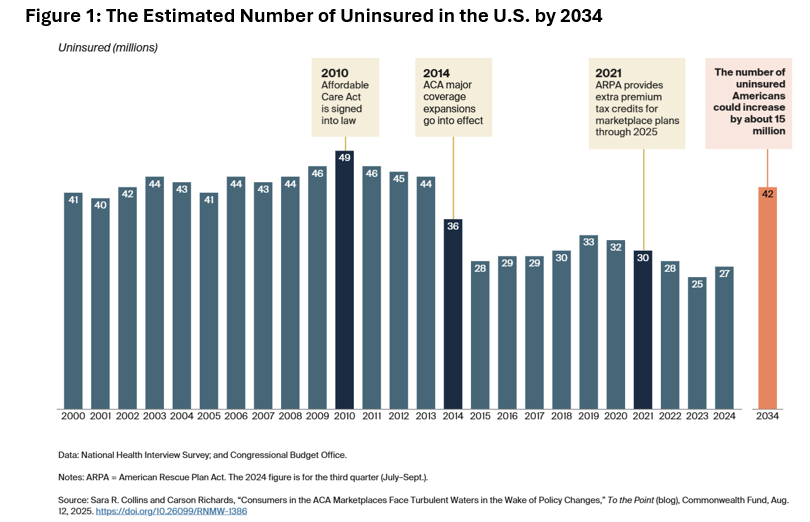 Figure 1: The Estimated Number of Uninsured in the U.S. by 2034
Uninsured (millions)
2010
Affordable
Care Act
is signed
into law
2014
ACA major
coverage
expansions
go into effect
2021
ARPA provides
extra premium
tax credits for
marketplace plans
through 2025
The number of
uninsured
Americans
could increase
by about 15
million
41 40 42 44 43 41 44 43 44 46 49 46 45 44 36 28 29 29 30 33 32 30 28 25 27 42
2000 2001 2002 2003 2004 2005 2006 2007 2008 2009 2010 2011 2012 2013 2014 2015 2016 2017 2018 2019 2020 2021 2022 2023 2024 2034
Data: National Health Interview Survey; and Congressional Budget Office.
Notes: ARPA = American Rescue Plan Act. The 2024 figure is for the third quarter (July–Sept.).
Source: Sara R. Collins and Carson Richards, “Consumers in the ACA Marketplaces Face Turbulent Waters in the Wake of Policy Changes,” To the Point (blog), Commonwealth Fund, Aug.
12, 2025. https://doi.org/10.26099/RNMW-1386